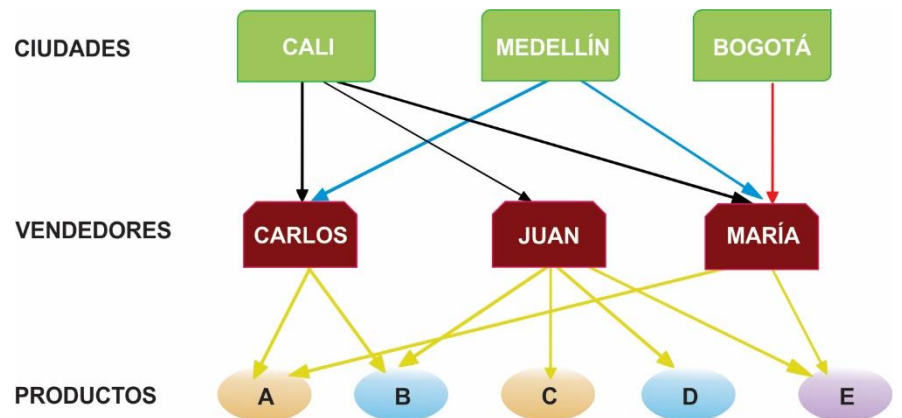 CIUDADES
CALI
MEDELLÍN
BOGOTÁ
VENDEDORES
CARLOS
JUAN
MARÍA
PRODUCTOS
A
B
C
D
E